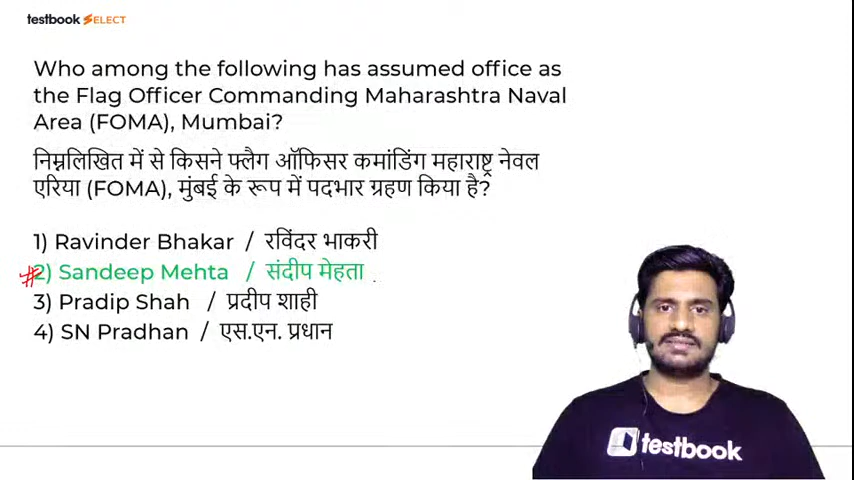 testbook SELECT
Who among the following has assumed office as
the Flag Officer Commanding Maharashtra Naval
Area (FOMA), Mumbai?
निम्नलिखित में से किसने फ्लैग ऑफिसर कमांडिंग महाराष्ट्र नेवल
एरिया (FOMA), मुंबई के रूप में पदभार ग्रहण किया है?
1) Ravinder Bhakar / रविंदर भाकरी
2) Sandeep Mehta / संदीप मेहता
3) Pradip Shah / प्रदीप शाही
4) SN Pradhan / एस.एन. प्रधान
testbook